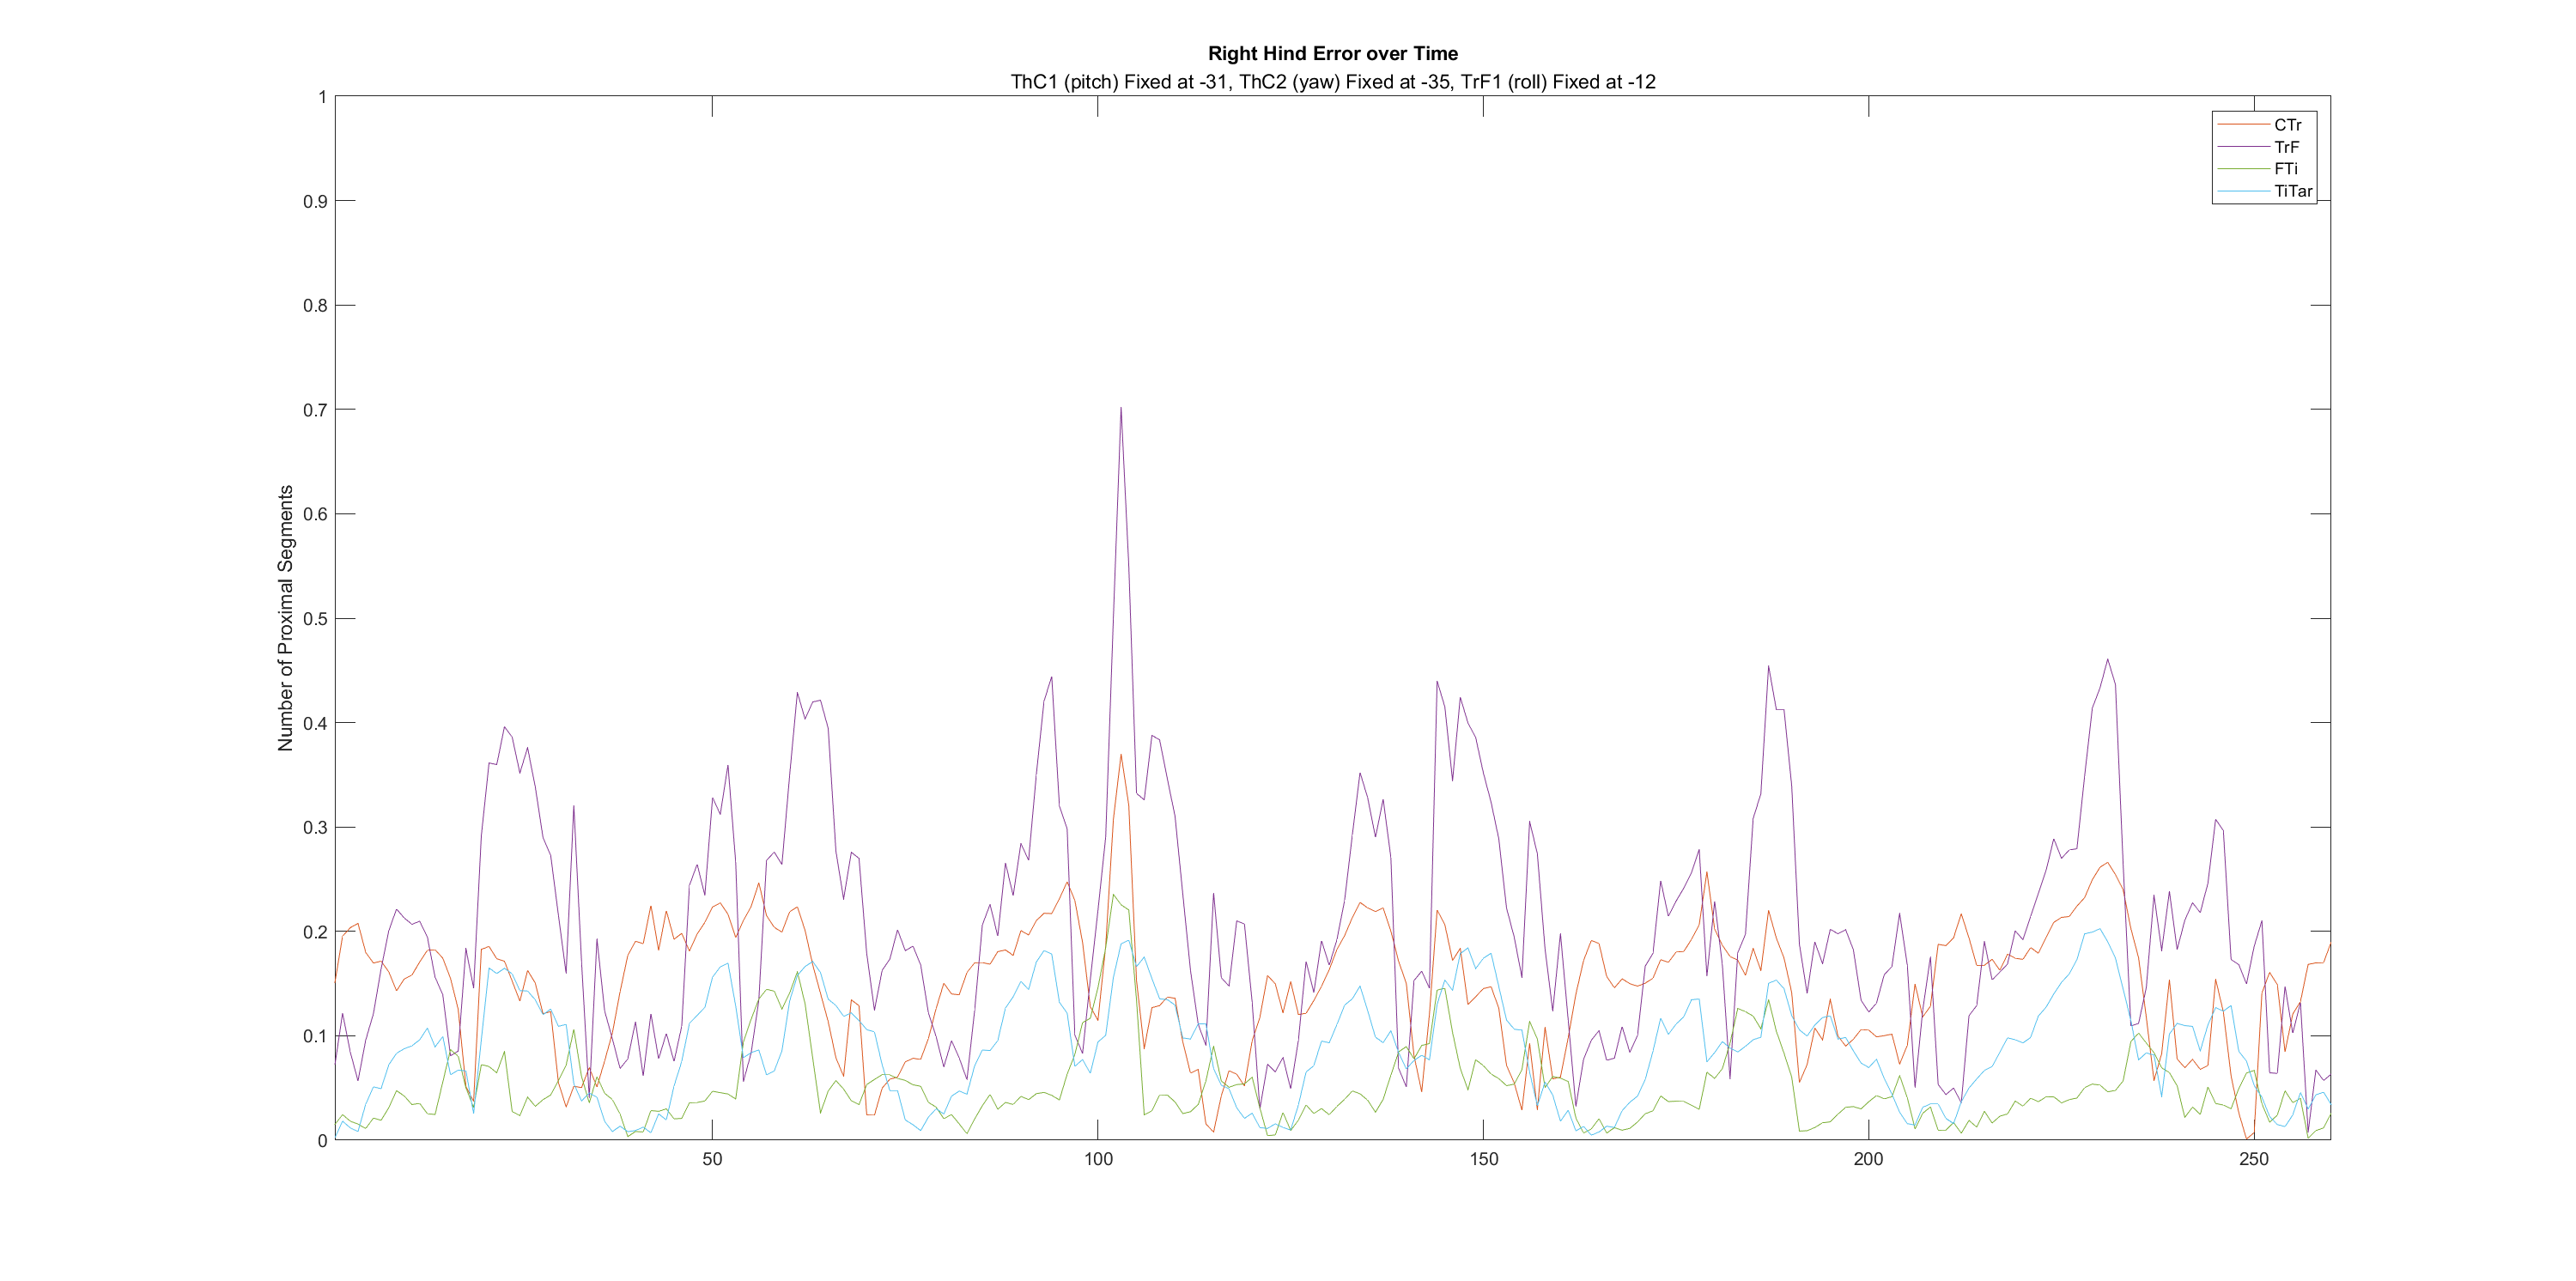 Right Hind Error over Time
ThC1 (pitch) Fixed at -31, ThC2 (yaw) Fixed at -35, TrF1 (roll) Fixed at -12
CTr
TrF
FTi
TiTar
Number of Proximal Segments
1
0.9
0.8
0.7
0.6
0.5
0.4
0.3
0.2
0.1
0
50
100
150
200
250